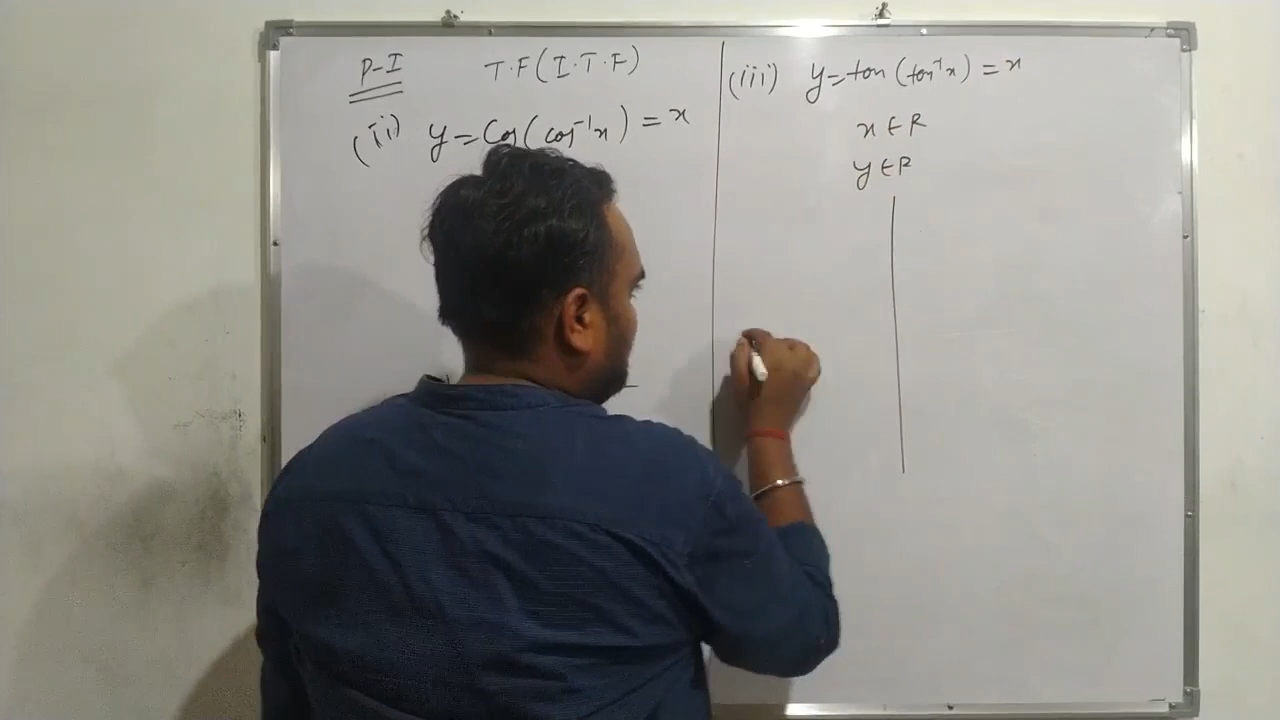 P-I T.F(I.T.F)
(ii) y=Cos(cos⁻¹x) = x
(iii) y=tan(tan⁻¹x) = x
x ∈ R
y ∈ R